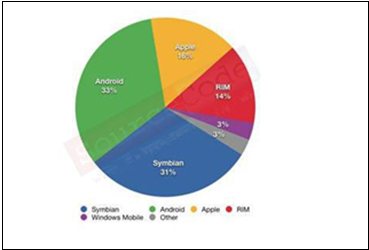 Apple
16%
Android
33%
RIM
14%
3%
3%
Symbian
31%
Symbian Android Apple RIM
Windows Mobile Other